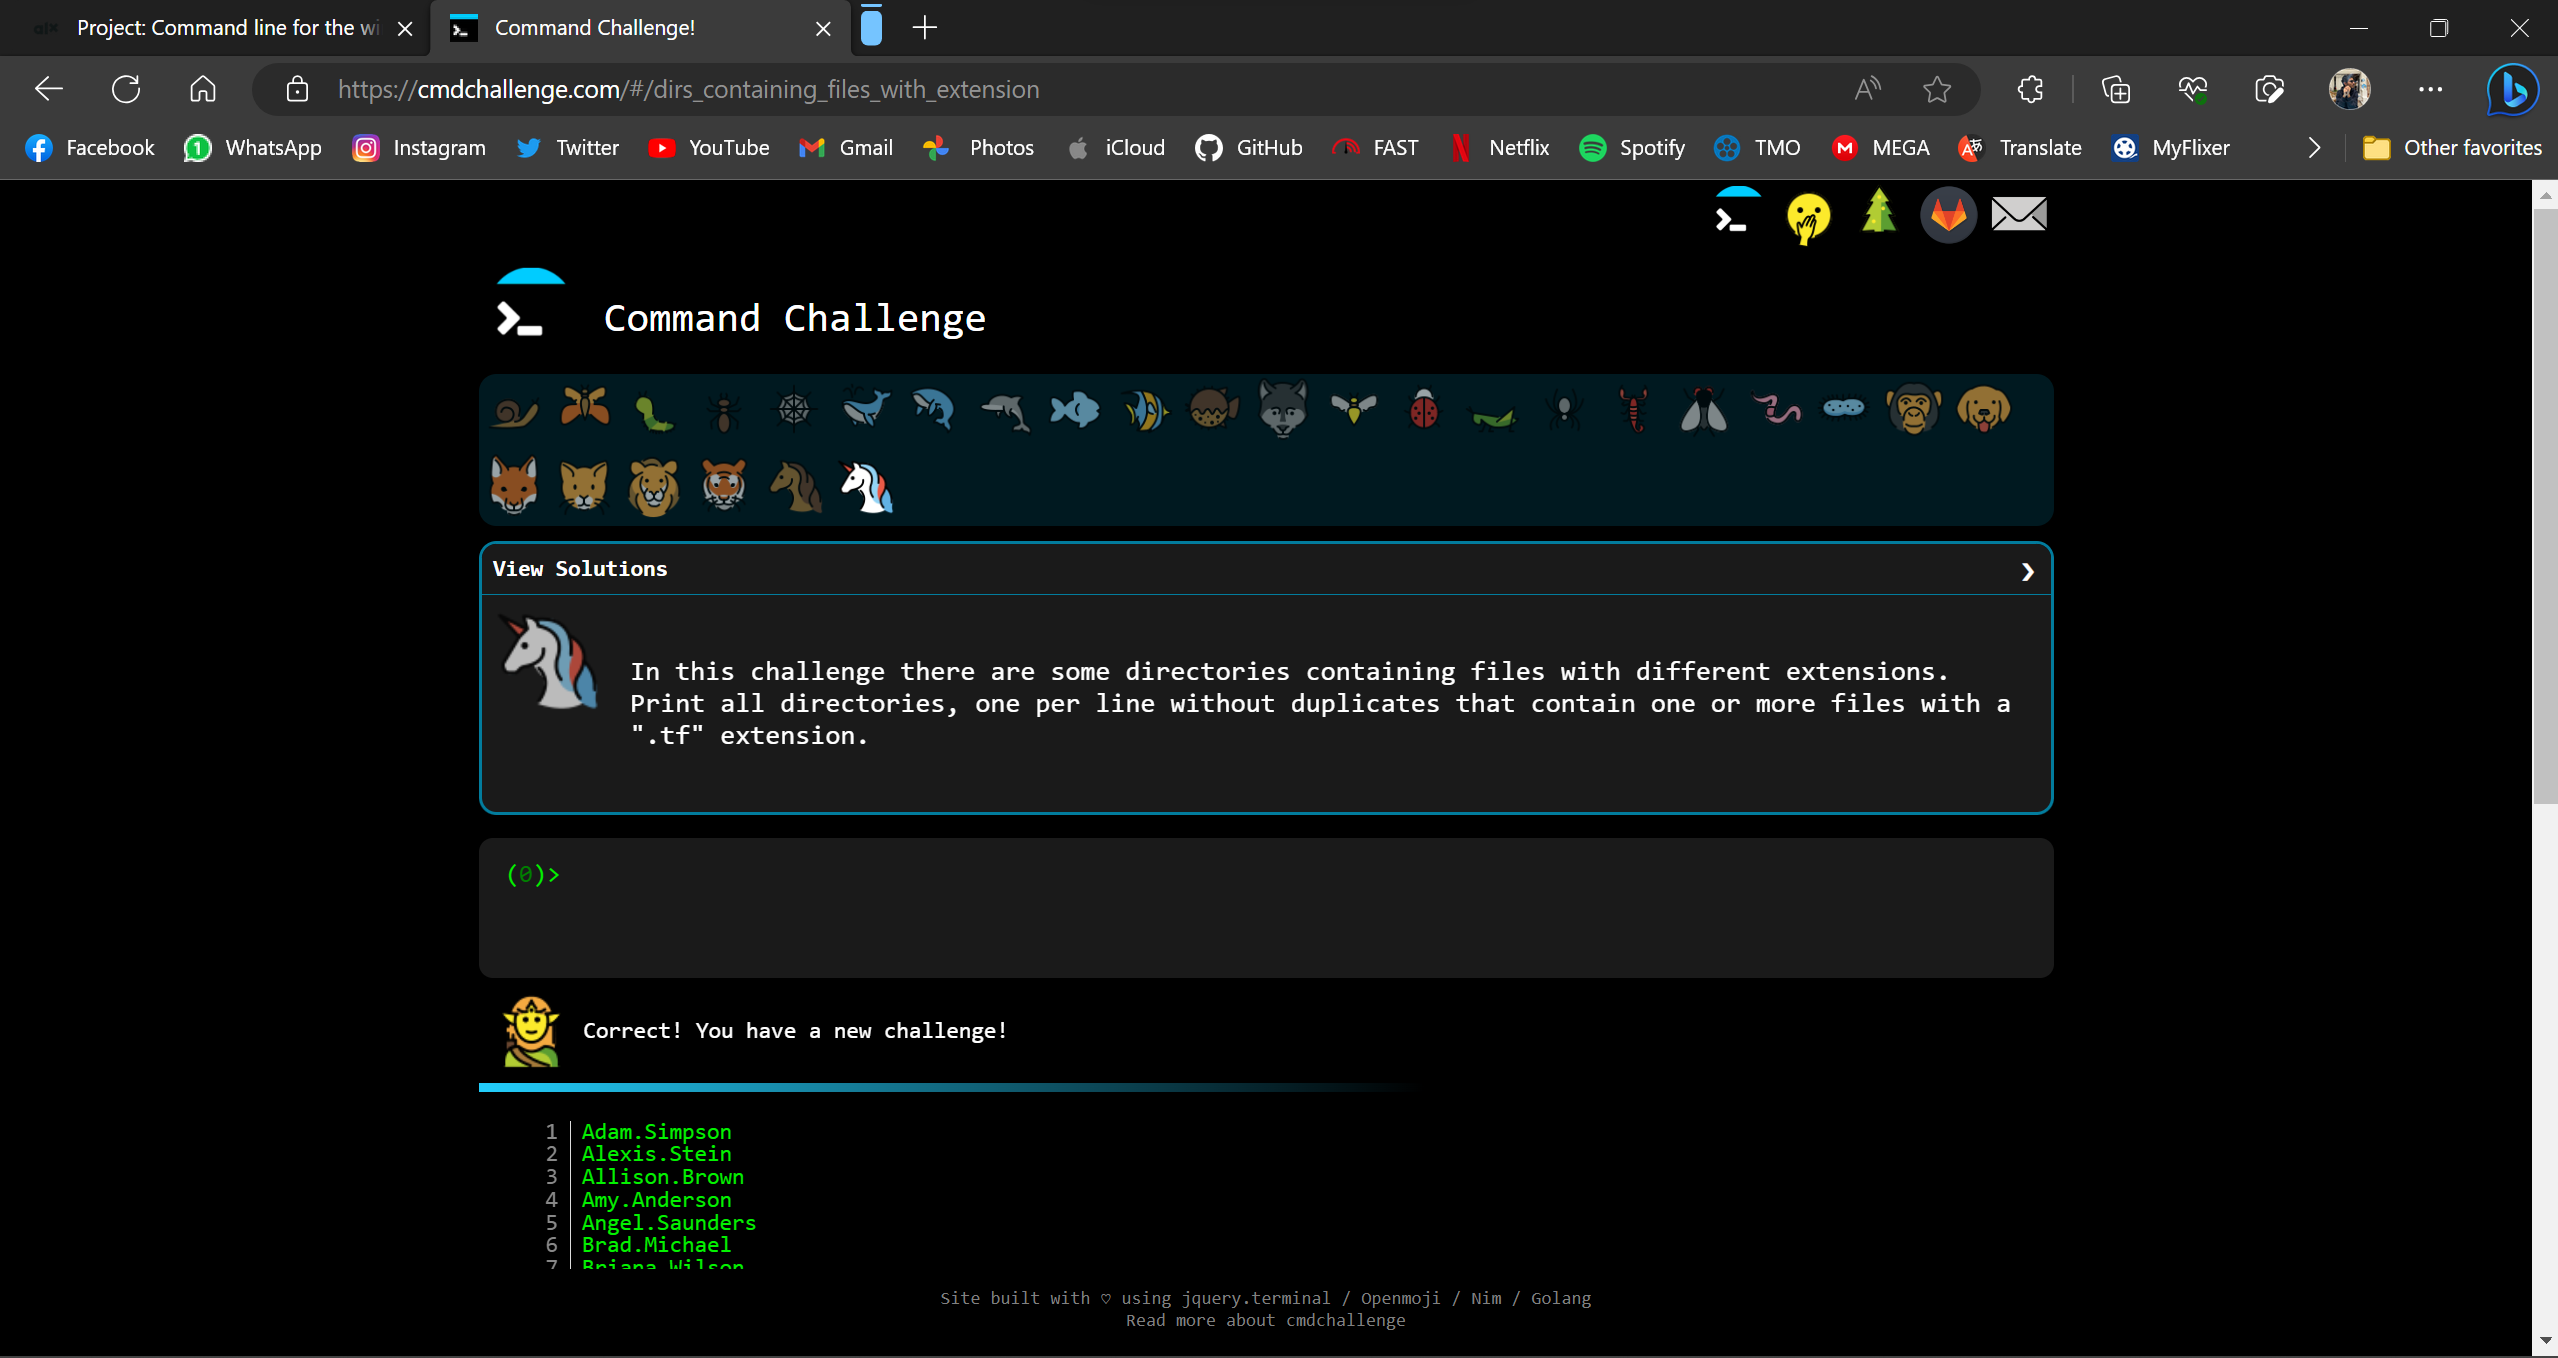 alx Project: Command line for the wi
Command Challenge!
https://cmdchallenge.com/#/dirs_containing_files_with_extension
Facebook WhatsApp Instagram Twitter YouTube Gmail Photos iCloud GitHub FAST Netflix Spotify TMO MEGA Translate MyFlixer Other favorites
Command Challenge
View Solutions
In this challenge there are some directories containing files with different extensions.
Print all directories, one per line without duplicates that contain one or more files with a
".tf" extension.
(0)>
Correct! You have a new challenge!
1 Adam.Simpson
2 Alexis.Stein
3 Allison.Brown
4 Amy.Anderson
5 Angel.Saunders
6 Brad.Michael
7 Briana.Wilson
Site built with ♡ using jquery.terminal / Openmoji / Nim / Golang
Read more about cmdchallenge